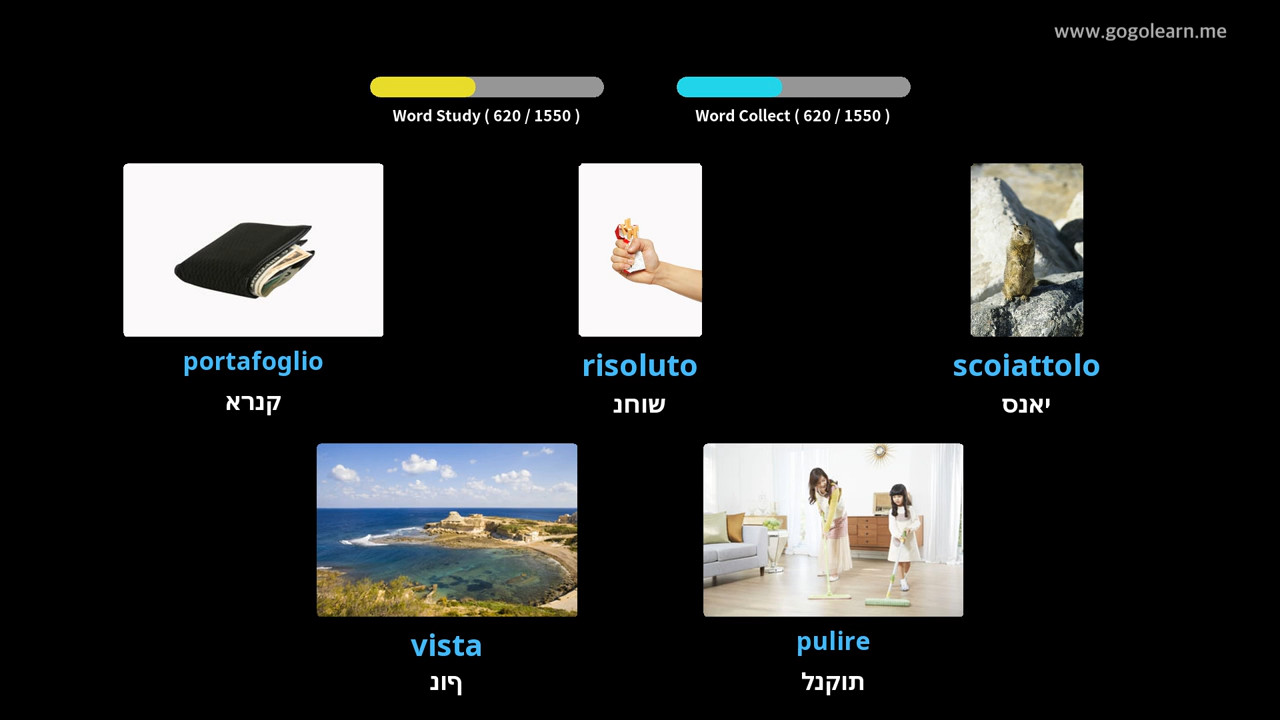 www.gogolearn.me
Word Study ( 620 / 1550 )
Word Collect ( 620 / 1550 )
portafoglio
קנרא
risoluto
שוחנ
scoiattolo
יאנס
vista
ףונ
pulire
תוקנל